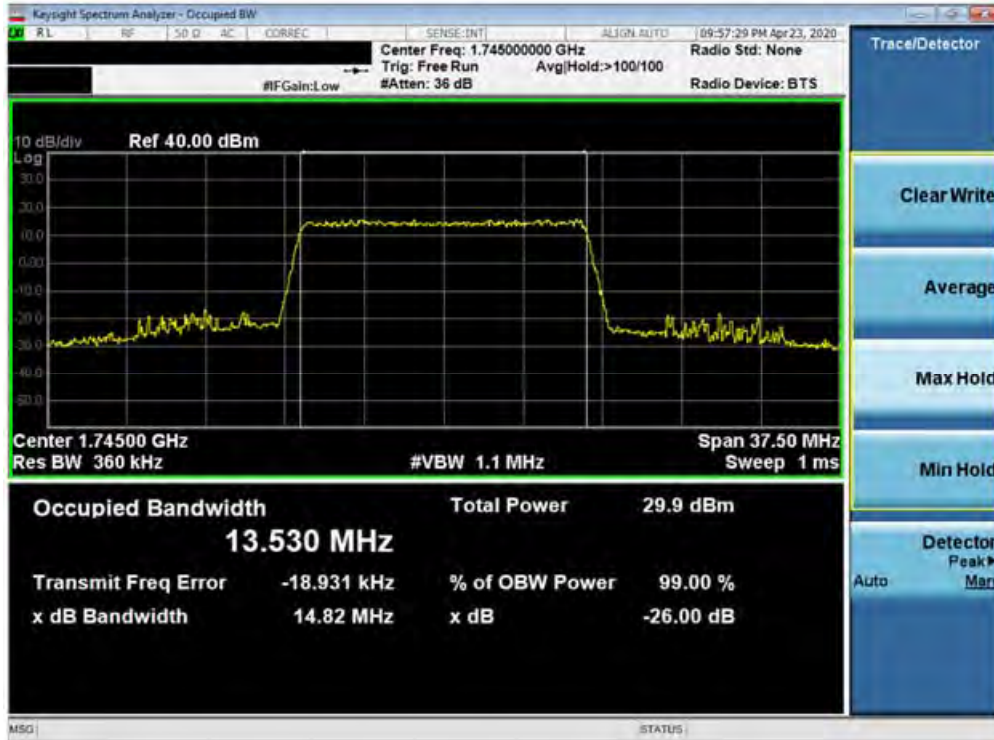 Keysight Spectrum Analyzer - Occupied BW
RL RF 50 Ω AC CORREC SENSE:INT ALIGN AUTO 09:57:29 PM Apr 23, 2020
Center Freq: 1.745000000 GHz Radio Std: None
Trig: Free Run Avg|Hold:>100/100
#IFGain:Low #Atten: 36 dB Radio Device: BTS
10 dB/div Ref 40.00 dBm
Log
30.0
20.0
10.0
0.00
-10.0
-20.0
-30.0
-40.0
-50.0
Center 1.74500 GHz Span 37.50 MHz
Res BW 360 kHz #VBW 1.1 MHz Sweep 1 ms
Occupied Bandwidth Total Power 29.9 dBm
13.530 MHz
Transmit Freq Error -18.931 kHz % of OBW Power 99.00 %
x dB Bandwidth 14.82 MHz x dB -26.00 dB
MSG STATUS
Trace/Detector
Clear Write
Average
Max Hold
Min Hold
Detector
Peak
Auto Man